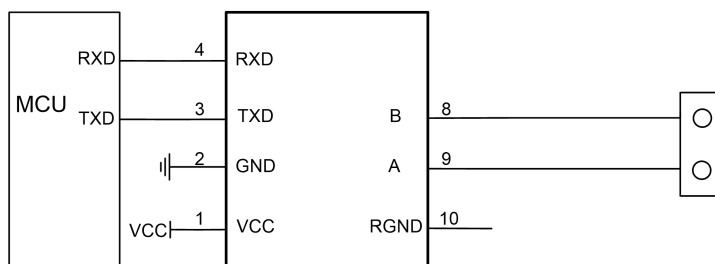 RXD 4 RXD
MCU
TXD 3 TXD B 8
2 GND A 9
VCC 1 VCC RGND 10